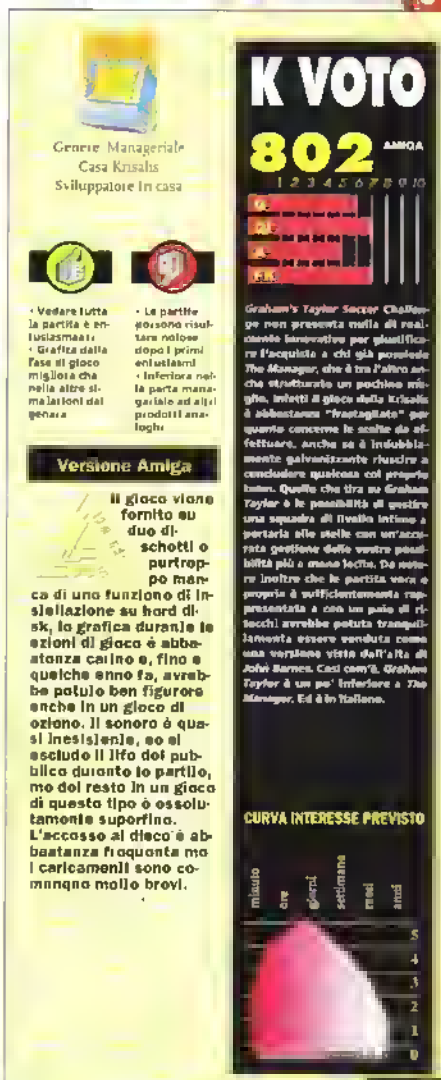 Genere Manageriale
Casa Krisalis
Sviluppatore In casa
• Vedere tutta
la partita è en-
tusiasmante
• Grafica della
fase di gioco
migliore che
nelle altre si-
mulazioni del
genere
• Le partite
possono risul-
tare noiose
dopo i primi
entusiasmi
• Inferiore nel-
la parte mana-
geriale ad altri
prodotti ana-
loghi
Versione Amiga
Il gioco viene
fornito su
due di-
schetti e
purtrop-
po man-
ca di una funzione di in-
stallazione su hard di-
sk, la grafica durante le
azioni di gioco è abba-
stanza carina e, fino a
qualche anno fa, avreb-
be potuto ben figurare
anche in un gioco di
azione. Il sonoro è qua-
si inesistente, se si
esclude il tifo del pub-
blico durante le partite,
ma del resto in un gioco
di questo tipo è assolu-
tamente superfluo.
L'accesso al disco è ab-
bastanza frequente ma
i caricamenti sono co-
munque molto brevi.
K VOTO
802 AMIGA
1 2 3 4 5 6 7 8 9 10
Graham's Taylor Soccer Challen-
ge non presenta nulla di real-
mente innovativo per giustifica-
re l'acquisto a chi già possiede
The Manager, che è tra l'altro an-
che strutturato un pochino me-
glio, infatti il gioco della Krisalis
è abbastanza "frastagliato" per
quanto concerne le scelte da ef-
fettuare, anche se è indubbia-
mente galvanizzante riuscire a
concludere qualcosa col proprio
team. Quello che tira su Graham
Taylor è la possibilità di gestire
una squadra di livello infimo e
portarla alle stelle con un'accu-
rata gestione delle vostre possi-
bilità più o meno lecite. Da nota-
re inoltre che la partita vera e
propria è sufficientemente rap-
presentata e con un paio di ri-
tocchi avrebbe potuto tranquil-
lamente essere venduta come
una versione vista dall'alto di
John Barnes. Così com'è, Graham
Taylor è un po' inferiore a The
Manager. Ed è in italiano.
CURVA INTERESSE PREVISTO
minuto
ore
giorni
settimane
mesi
anni
5
4
3
2
1
0